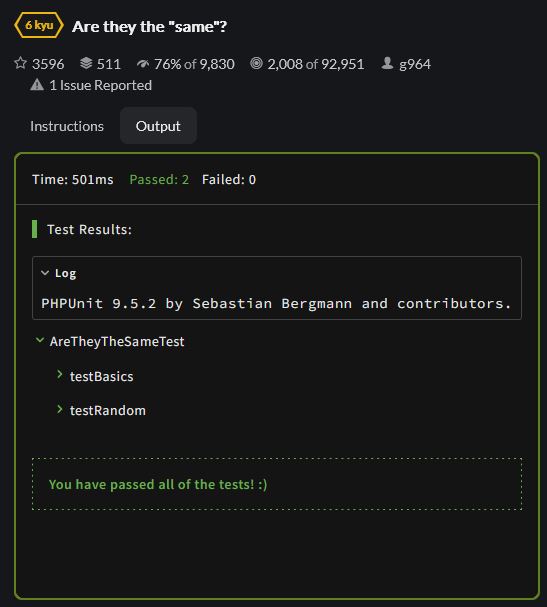 6 kyu Are they the "same"?
3596 511 76% of 9,830 2,008 of 92,951 g964
1 Issue Reported
Instructions Output
Time: 501ms Passed: 2 Failed: 0
Test Results:
Log
PHPUnit 9.5.2 by Sebastian Bergmann and contributors.
AreTheyTheSameTest
testBasics
testRandom
You have passed all of the tests! :)